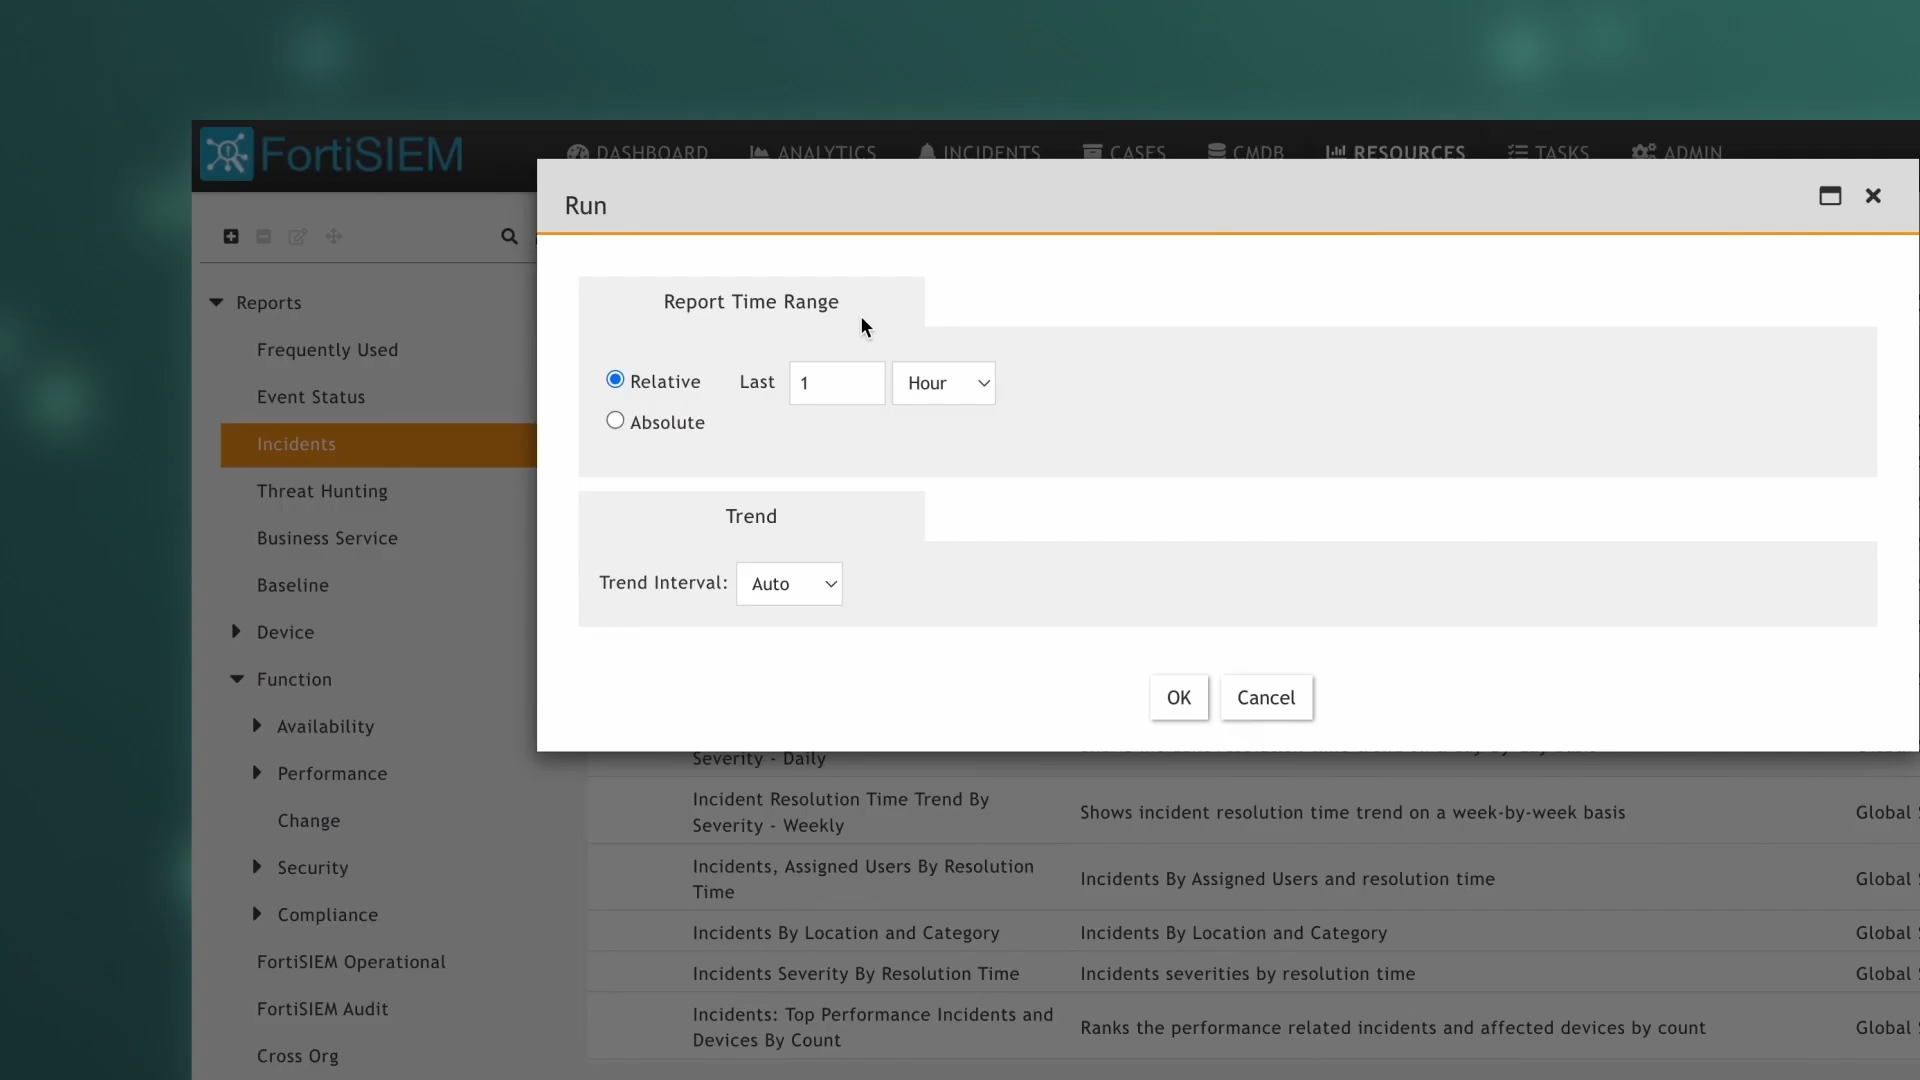 FortiSIEM
DASHBOARD ANALYTICS INCIDENTS CASES CMDB RESOURCES TASKS ADMIN
Run
Report Time Range
Relative Last 1 Hour
Absolute
Trend
Trend Interval: Auto
OK Cancel
Reports
Frequently Used
Event Status
Incidents
Threat Hunting
Business Service
Baseline
Device
Function
Availability
Performance
Change
Security
Compliance
FortiSIEM Operational
FortiSIEM Audit
Cross Org
Severity - Daily
Incident Resolution Time Trend By
Severity - Weekly
Shows incident resolution time trend on a week-by-week basis
Global
Incidents, Assigned Users By Resolution
Time
Incidents By Assigned Users and resolution time
Global
Incidents By Location and Category
Incidents By Location and Category
Global
Incidents Severity By Resolution Time
Incidents severities by resolution time
Global
Incidents: Top Performance Incidents and
Devices By Count
Ranks the performance related incidents and affected devices by count
Global